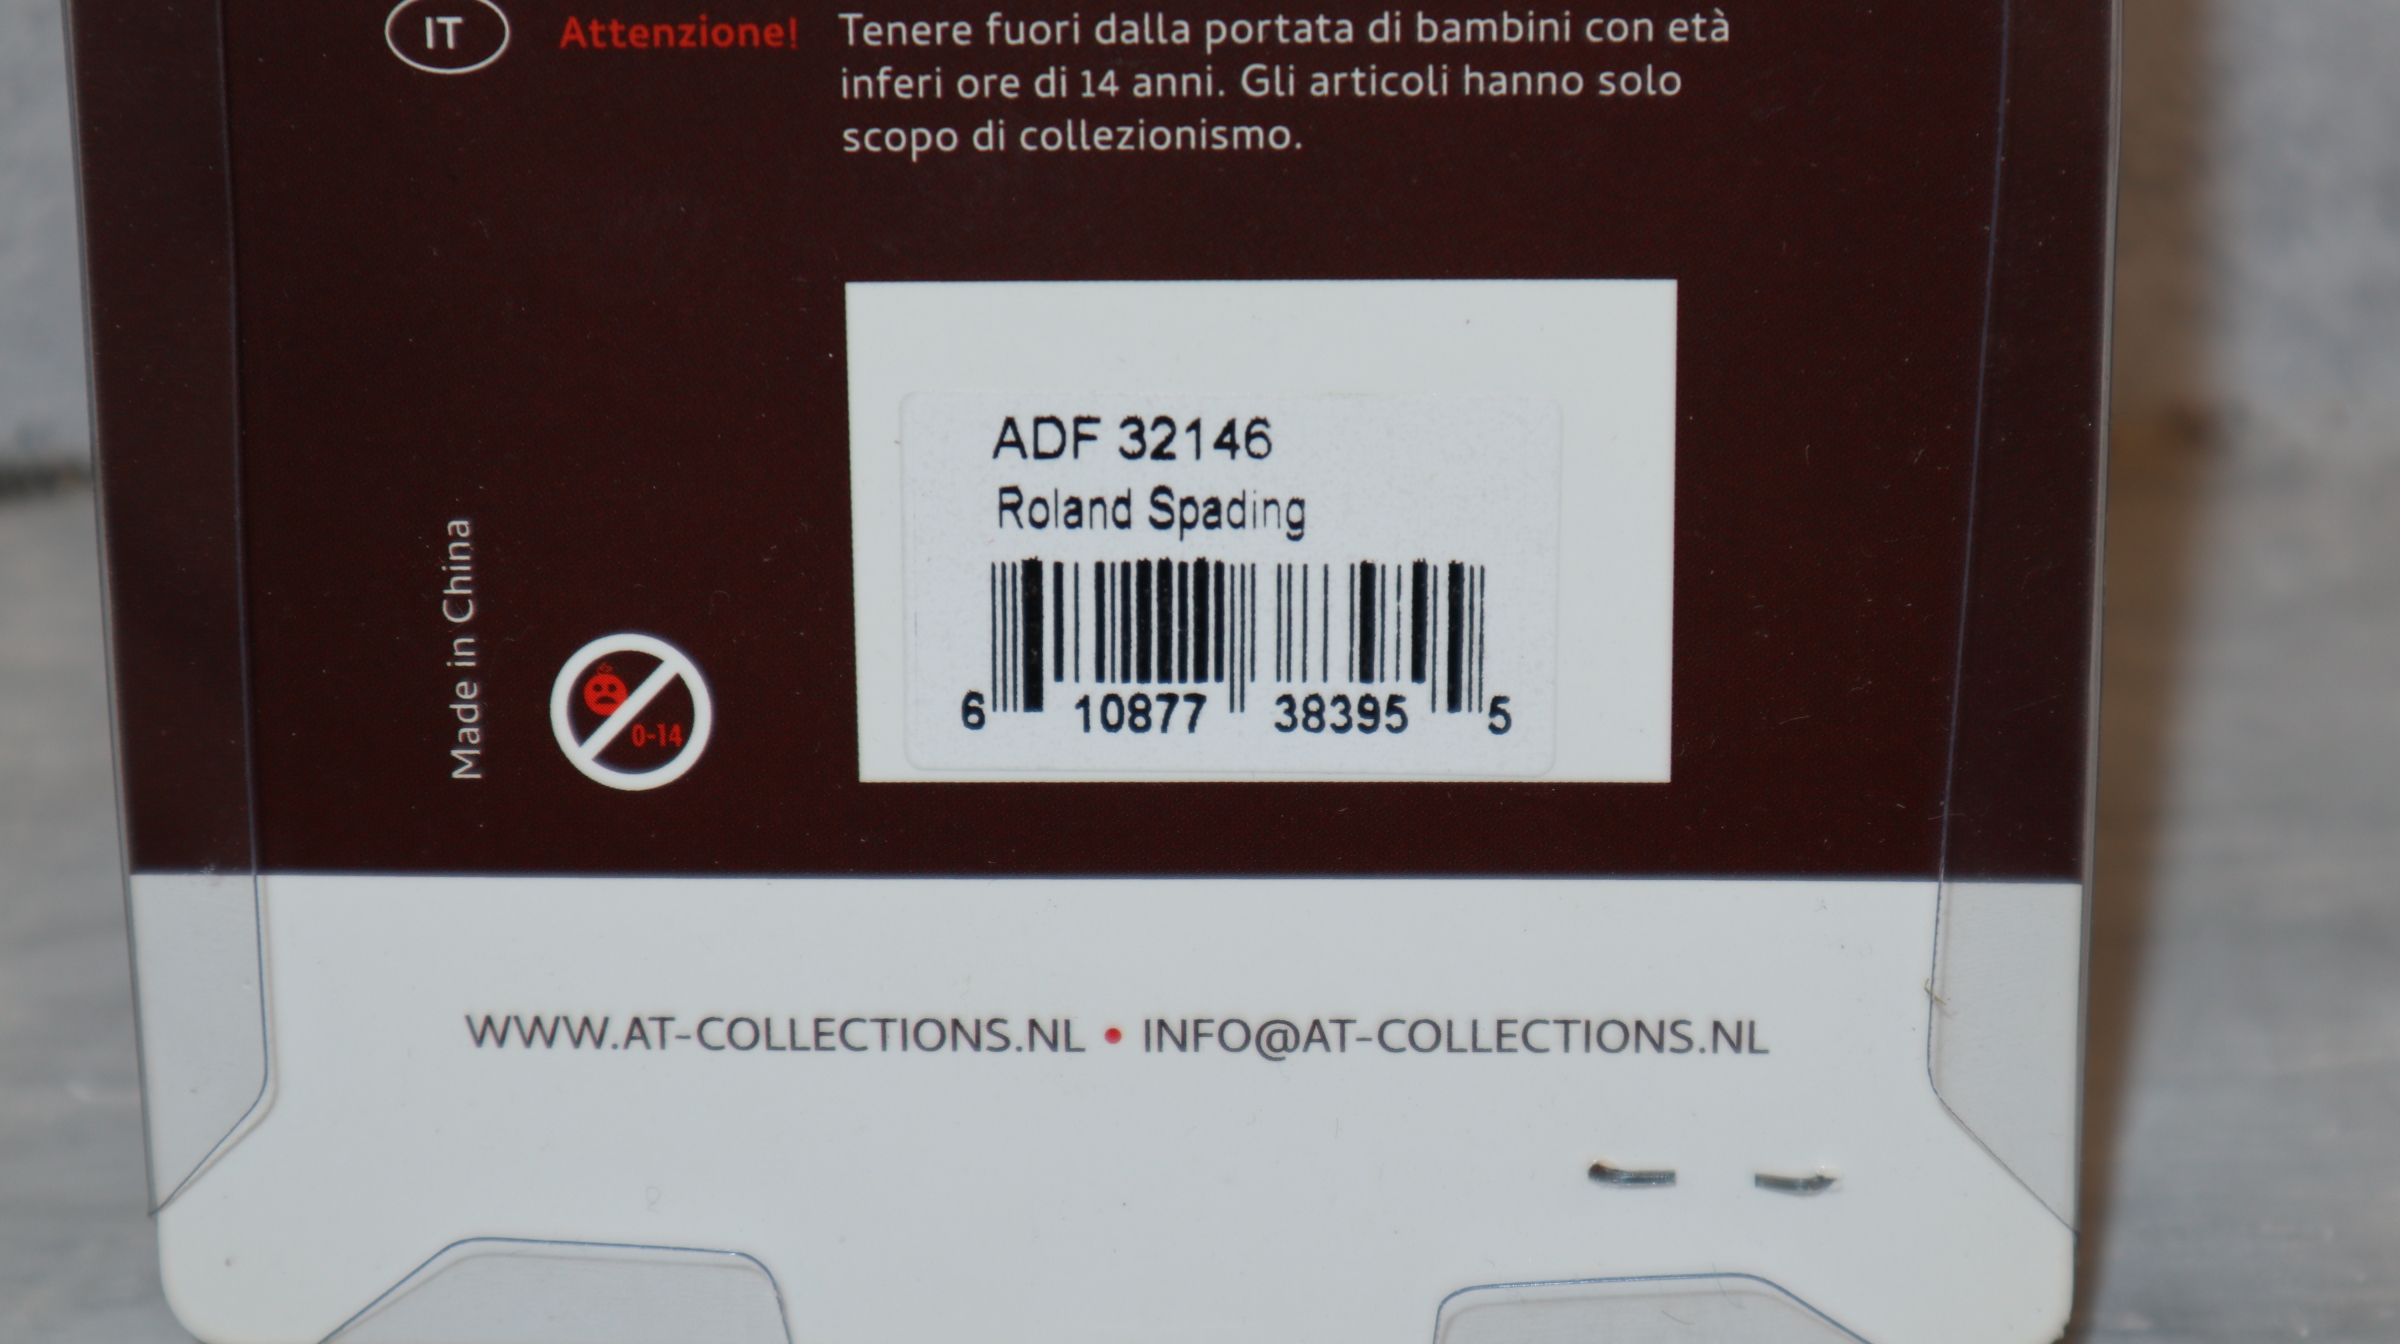 IT Attenzione! Tenere fuori dalla portata di bambini con età
inferi ore di 14 anni. Gli articoli hanno solo
scopo di collezionismo.
ADF 32146
Roland Spading
6 10877 38395 5
Made in China
0-14
WWW.AT-COLLECTIONS.NL • INFO@AT-COLLECTIONS.NL